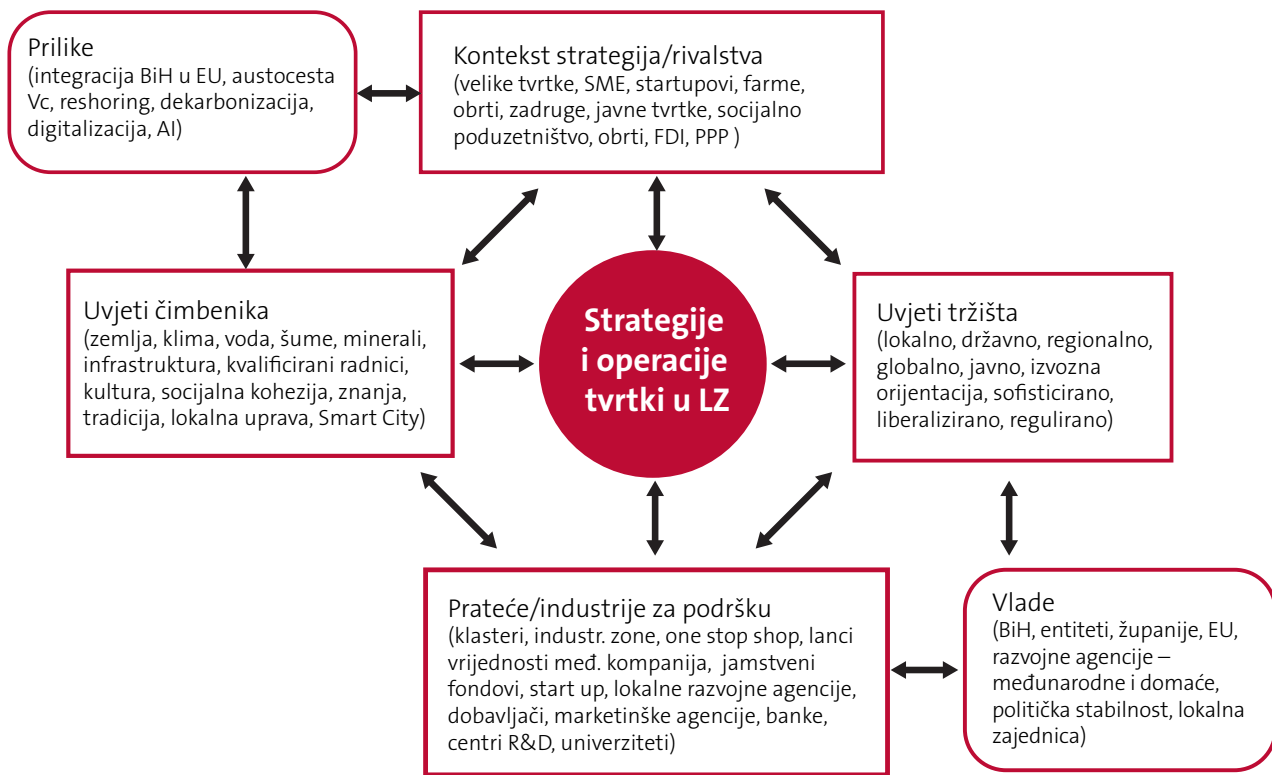 Prilike
(integracija BiH u EU, austocesta
Vc, reshoring, dekarbonizacija,
digitalizacija, AI)
Kontekst strategija/rivalstva
(velike tvrtke, SME, startupovi, farme,
obrti, zadruge, javne tvrtke, socijalno
poduzetništvo, obrti, FDI, PPP )
Uvjeti čimbenika
(zemlja, klima, voda, šume, minerali,
infrastruktura, kvalificirani radnici,
kultura, socijalna kohezija, znanja,
tradicija, lokalna uprava, Smart City)
Strategije
i operacije
tvrtki u LZ
Uvjeti tržišta
(lokalno, državno, regionalno,
globalno, javno, izvozna
orijentacija, sofisticirano,
liberalizirano, regulirano)
Prateće/industrije za podršku
(klasteri, industr. zone, one stop shop, lanci
vrijednosti međ. kompanija, jamstveni
fondovi, start up, lokalne razvojne agencije,
dobavljači, marketinške agencije, banke,
centri R&D, univerziteti)
Vlade
(BiH, entiteti, županije, EU,
razvojne agencije –
međunarodne i domaće,
politička stabilnost, lokalna
zajednica)